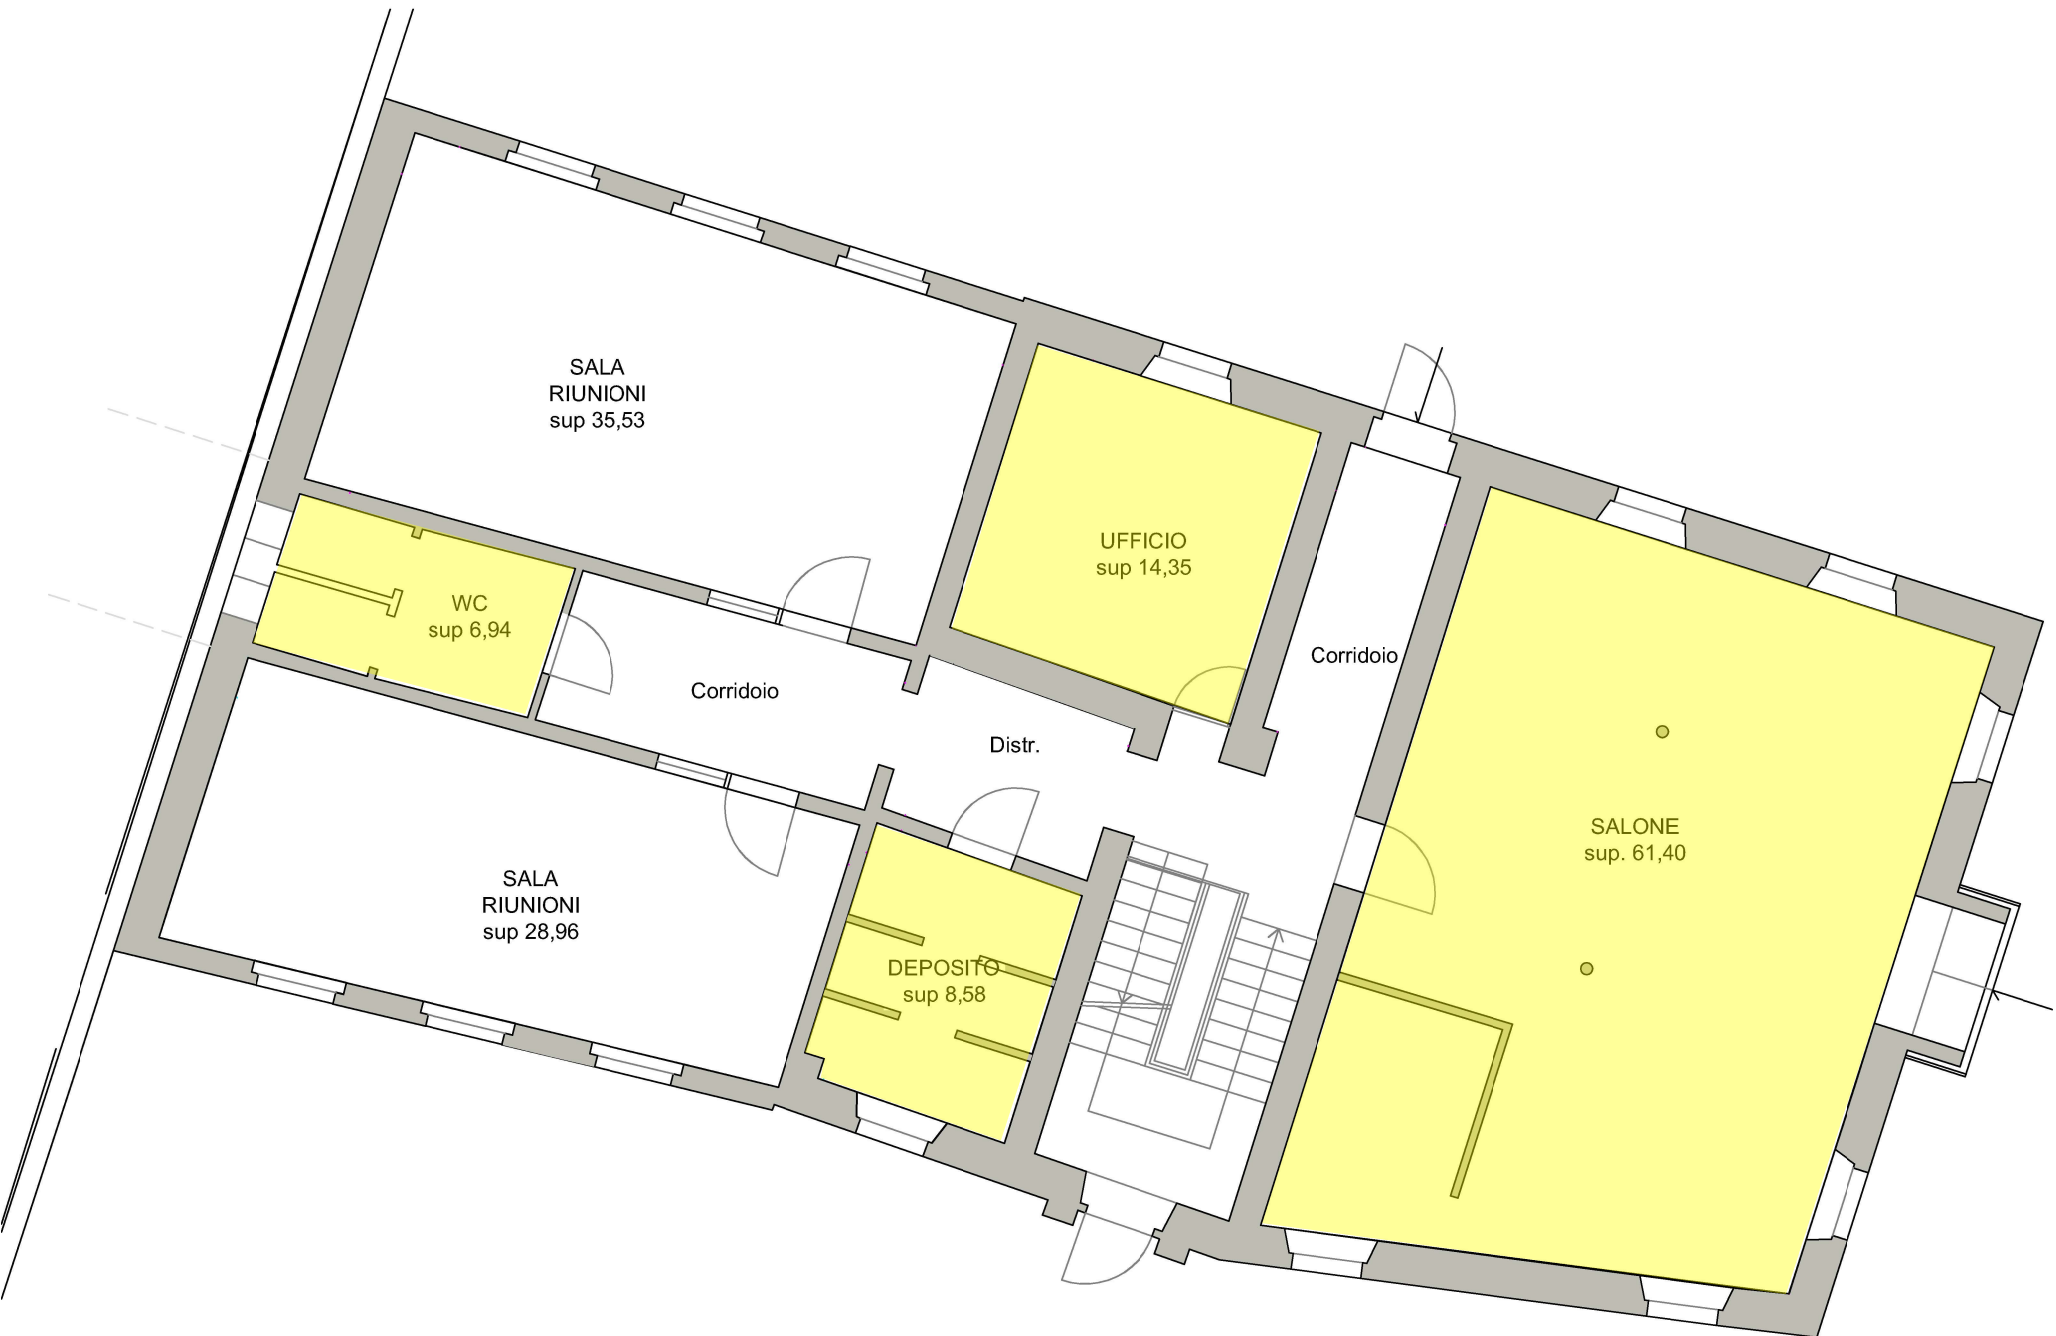 SALA
RIUNIONI
sup 35,53
UFFICIO
sup 14,35
WC
sup 6,94
Corridoio
Corridoio
Distr.
SALONE
sup. 61,40
SALA
RIUNIONI
sup 28,96
DEPOSITO
sup 8,58